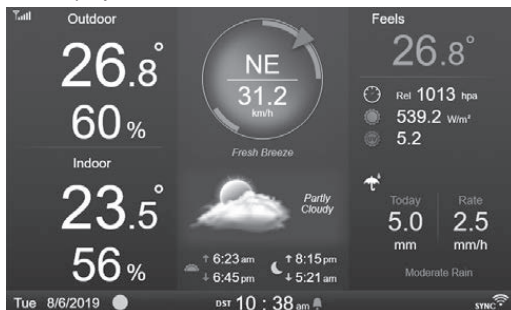 Outdoor
26.8°
60%
Indoor
23.5°
56%
NE
31.2
km/h
Fresh Breeze
Partly
Cloudy
↑ 6:23 am
↓ 6:45 pm
↑ 8:15 pm
↓ 5:21 am
Feels
26.8°
Rel 1013 hpa
539.2 W/m²
5.2
Today Rate
5.0 2.5
mm mm/h
Moderate Rain
Tue 8/6/2019 DST 10 : 38 am SYNC